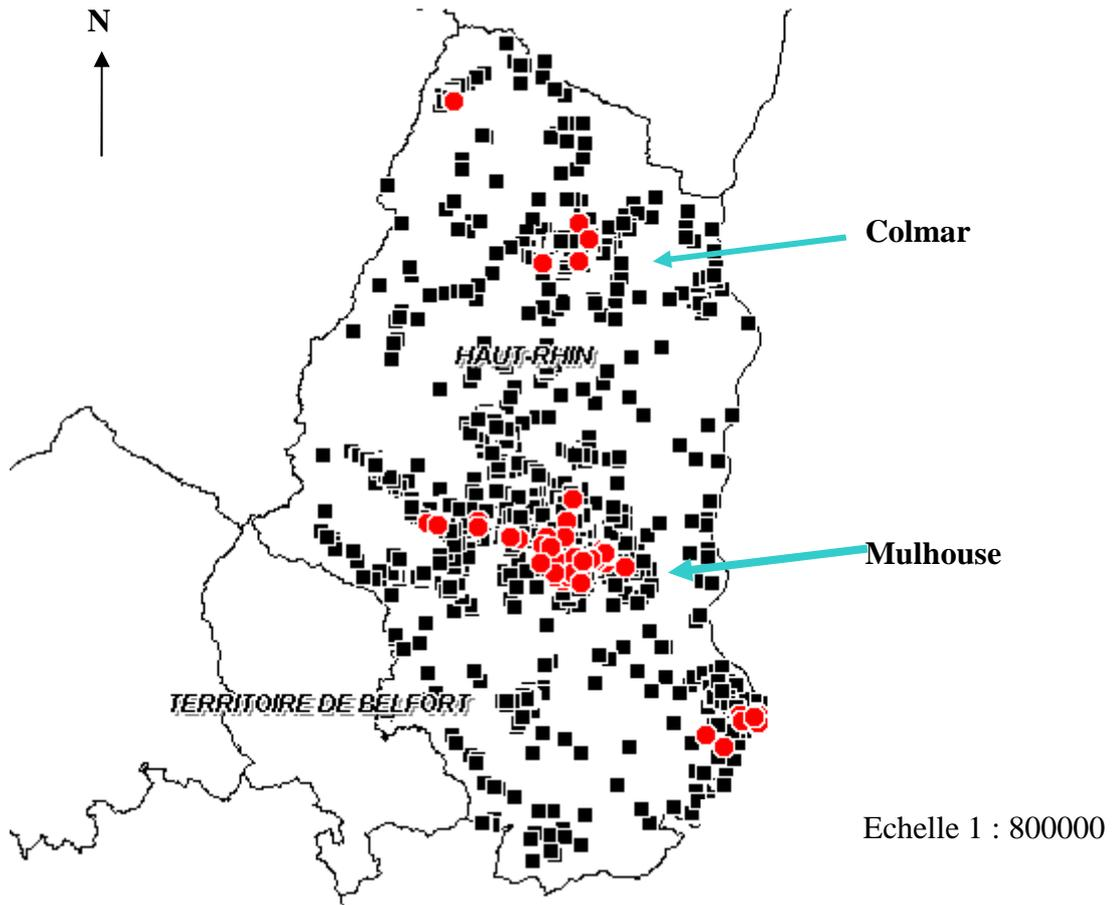 N
Colmar
HAUT-RHIN
Mulhouse
TERRITOIRE DE BELFORT
Echelle 1 : 800000